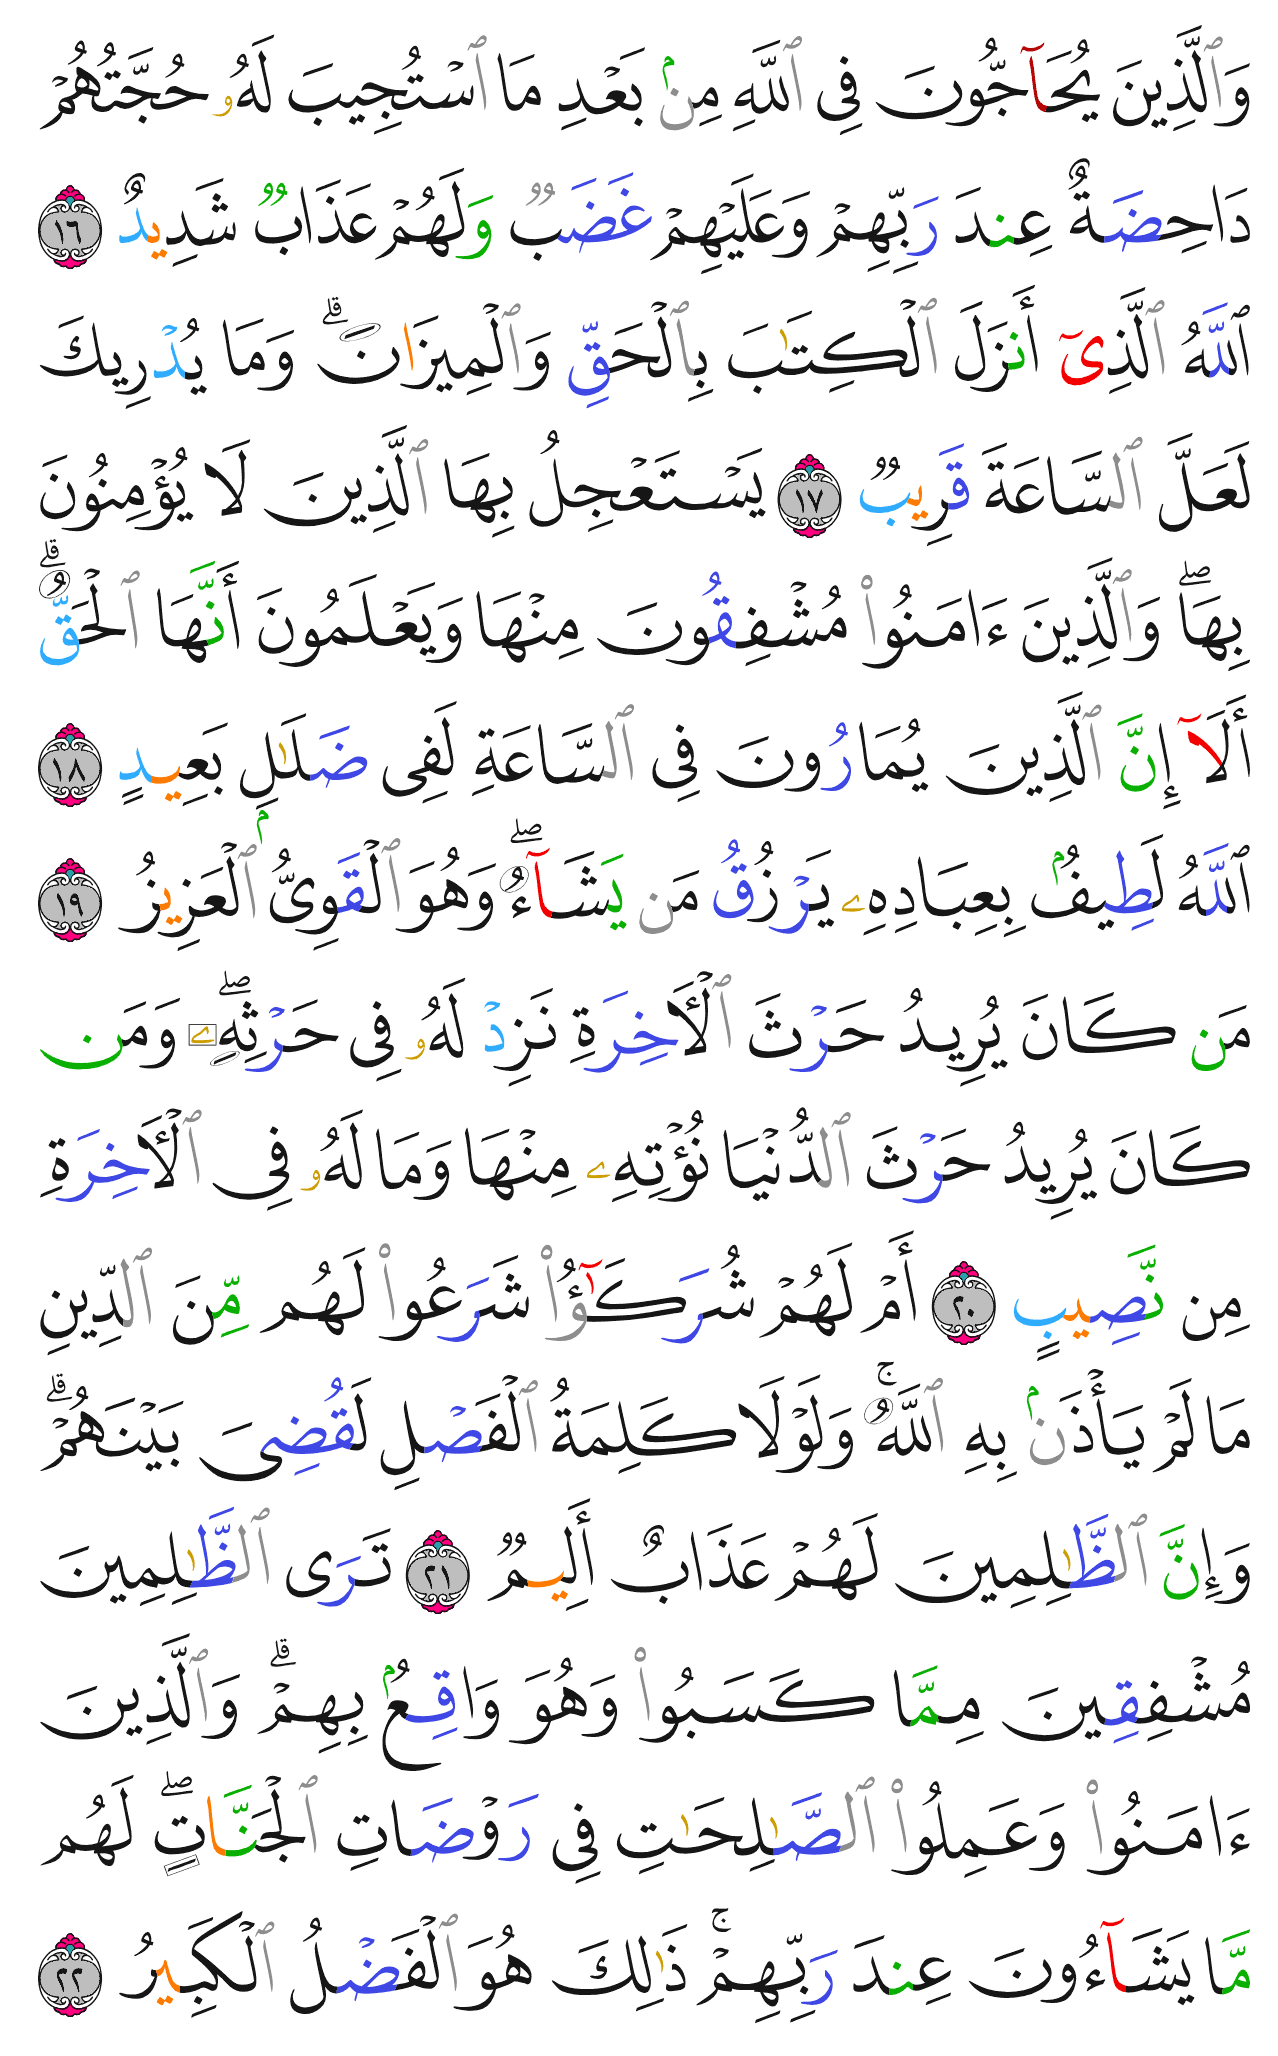 وَٱلَّذِينَ يُحَآجُّونَ فِى ٱللَّهِ مِنۢ بَعْدِ مَا ٱسْتُجِيبَ لَهُۥ حُجَّتُهُمْ
دَاحِضَةٌ عِندَ رَبِّهِمْ وَعَلَيْهِمْ غَضَبٌ وَلَهُمْ عَذَابٌ شَدِيدٌ ١٦
ٱللَّهُ ٱلَّذِىٓ أَنزَلَ ٱلْكِتَـٰبَ بِٱلْحَقِّ وَٱلْمِيزَانَ ۗ وَمَا يُدْرِيكَ
لَعَلَّ ٱلسَّاعَةَ قَرِيبٌ ١٧ يَسْتَعْجِلُ بِهَا ٱلَّذِينَ لَا يُؤْمِنُونَ
بِهَا ۖ وَٱلَّذِينَ ءَامَنُوا۟ مُشْفِقُونَ مِنْهَا وَيَعْلَمُونَ أَنَّهَا ٱلْحَقُّ ۗ
أَلَآ إِنَّ ٱلَّذِينَ يُمَارُونَ فِى ٱلسَّاعَةِ لَفِى ضَلَـٰلٍۭ بَعِيدٍ ١٨
ٱللَّهُ لَطِيفٌۢ بِعِبَادِهِۦ يَرْزُقُ مَن يَشَآءُ ۖ وَهُوَ ٱلْقَوِىُّ ٱلْعَزِيزُ ١٩
مَن كَانَ يُرِيدُ حَرْثَ ٱلْـَٔاخِرَةِ نَزِدْ لَهُۥ فِى حَرْثِهِۦ ۖ وَمَن
كَانَ يُرِيدُ حَرْثَ ٱلدُّنْيَا نُؤْتِهِۦ مِنْهَا وَمَا لَهُۥ فِى ٱلْـَٔاخِرَةِ
مِن نَّصِيبٍ ٢٠ أَمْ لَهُمْ شُرَكَـٰٓؤُا۟ شَرَعُوا۟ لَهُم مِّنَ ٱلدِّينِ
مَا لَمْ يَأْذَنۢ بِهِ ٱللَّهُ ۚ وَلَوْلَا كَلِمَةُ ٱلْفَصْلِ لَقُضِىَ بَيْنَهُمْ ۗ
وَإِنَّ ٱلظَّـٰلِمِينَ لَهُمْ عَذَابٌ أَلِيمٌ ٢١ تَرَى ٱلظَّـٰلِمِينَ
مُشْفِقِينَ مِمَّا كَسَبُوا۟ وَهُوَ وَاقِعٌۢ بِهِمْ ۗ وَٱلَّذِينَ
ءَامَنُوا۟ وَعَمِلُوا۟ ٱلصَّـٰلِحَـٰتِ فِى رَوْضَاتِ ٱلْجَنَّاتِ ۖ لَهُم
مَّا يَشَآءُونَ عِندَ رَبِّهِمْ ۚ ذَٰلِكَ هُوَ ٱلْفَضْلُ ٱلْكَبِيرُ ٢٢